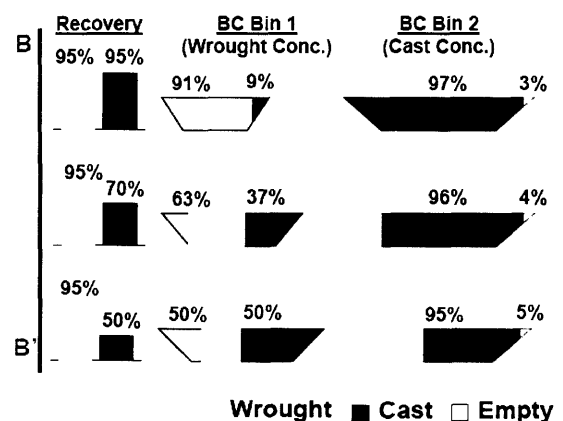 Recovery BC Bin 1 BC Bin 2
(Wrought Conc.) (Cast Conc.)
B 95% 95% 91% 9% 97% 3%
95% 70% 63% 37% 96% 4%
95% 50% 50% 50% 95% 5%
B'
Wrought Cast Empty